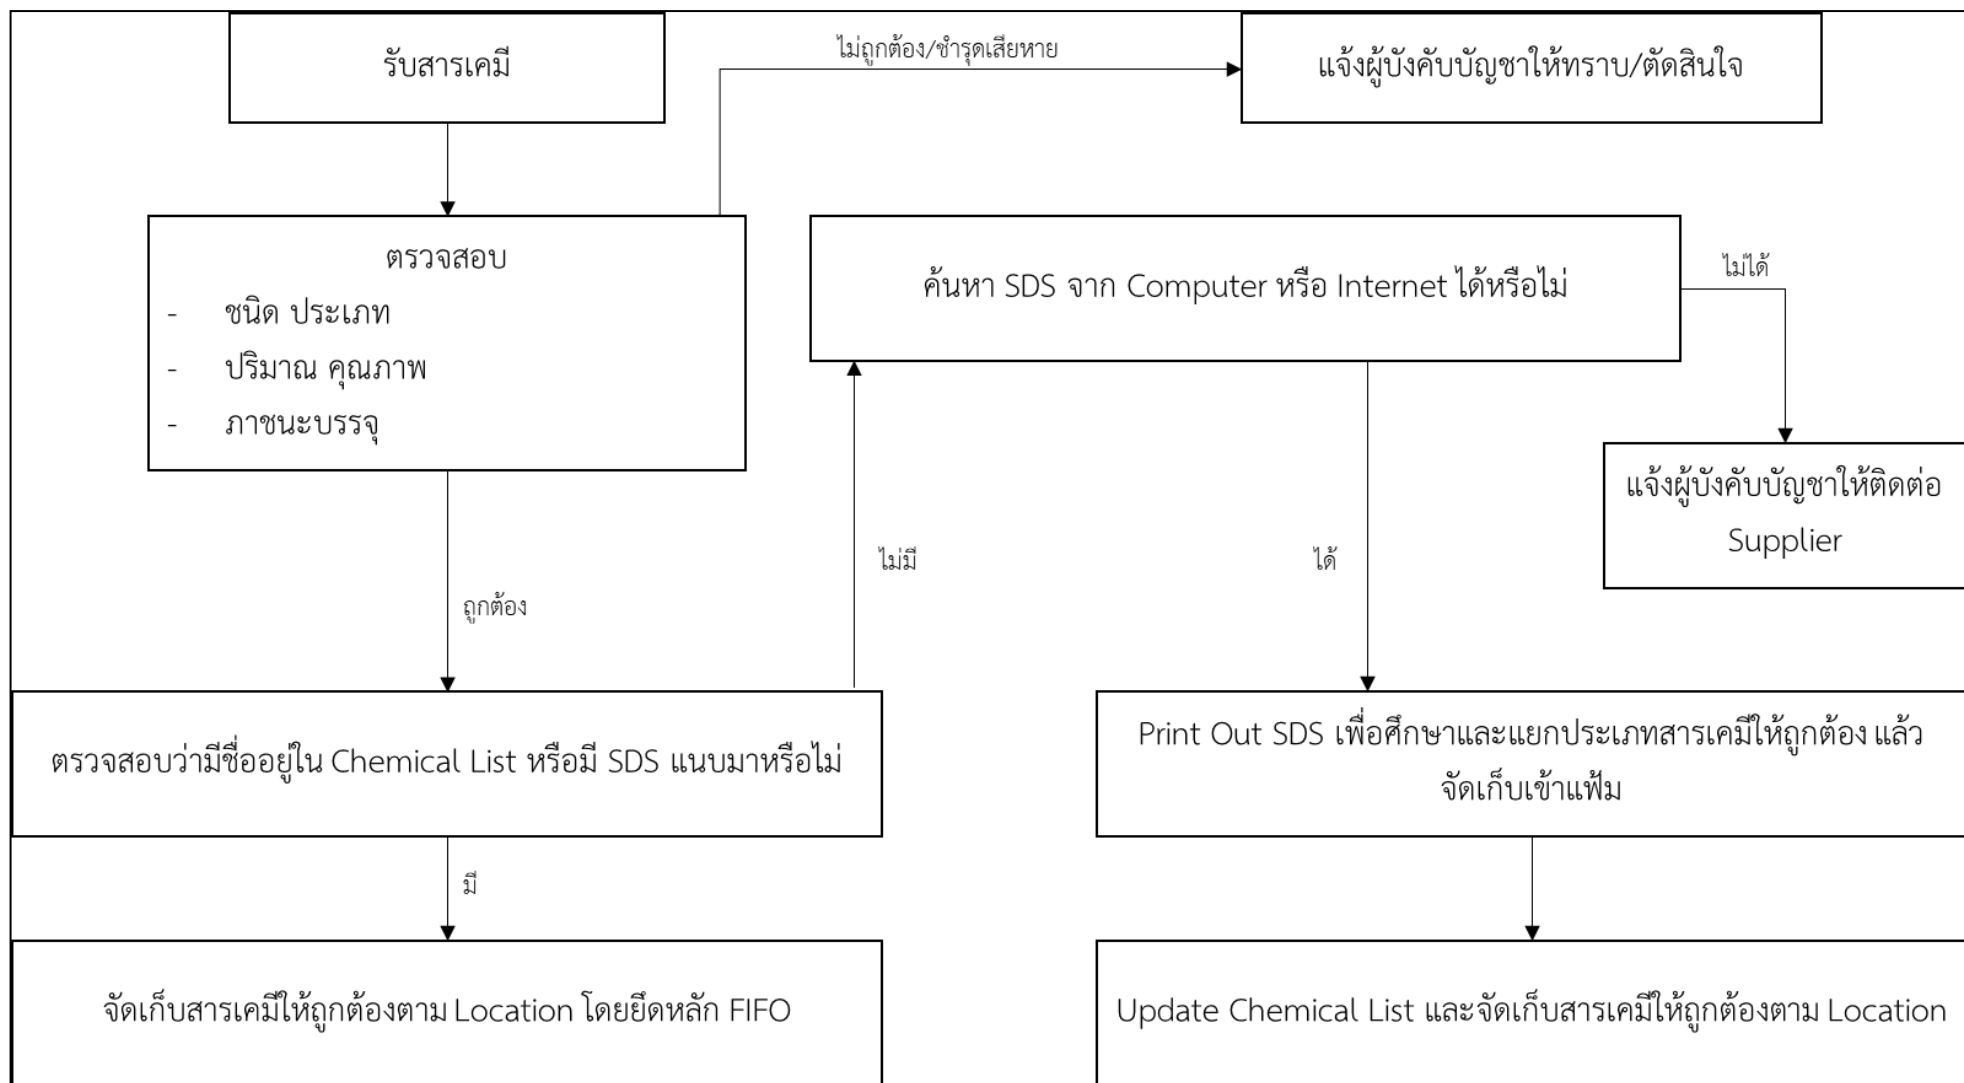 รับสารเคมี
ไม่ถูกต้อง/ชำรุดเสียหาย
แจ้งผู้บังคับบัญชาให้ทราบ/ตัดสินใจ
ตรวจสอบ
- ชนิด ประเภท
- ปริมาณ คุณภาพ
- ภาชนะบรรจุ
ค้นหา SDS จาก Computer หรือ Internet ได้หรือไม่
ไม่ได้
แจ้งผู้บังคับบัญชาให้ติดต่อ
Supplier
ไม่มี
ได้
ถูกต้อง
ตรวจสอบว่ามีชื่ออยู่ใน Chemical List หรือมี SDS แนบมาหรือไม่
Print Out SDS เพื่อศึกษาและแยกประเภทสารเคมีให้ถูกต้อง แล้ว
จัดเก็บเข้าแฟ้ม
มี
จัดเก็บสารเคมีให้ถูกต้องตาม Location โดยยึดหลัก FIFO
Update Chemical List และจัดเก็บสารเคมีให้ถูกต้องตาม Location